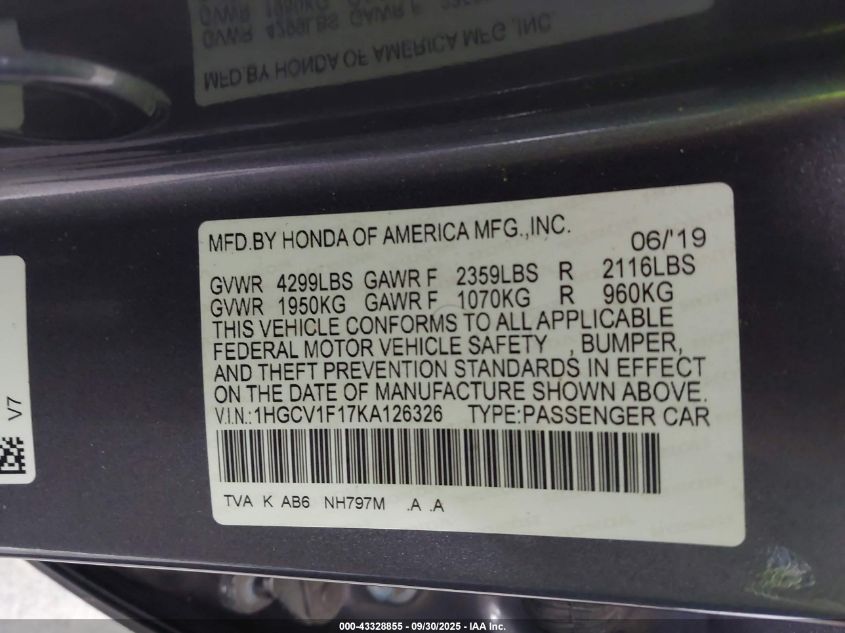 MFD.BY HONDA OF AMERICA MFG.,INC.
GVWR 4299LBS
MFD.BY HONDA OF AMERICA MFG.,INC. 06/'19
GVWR 4299LBS GAWR F 2359LBS R 2116LBS
GVWR 1950KG GAWR F 1070KG R 960KG
THIS VEHICLE CONFORMS TO ALL APPLICABLE
FEDERAL MOTOR VEHICLE SAFETY , BUMPER,
AND THEFT PREVENTION STANDARDS IN EFFECT
ON THE DATE OF MANUFACTURE SHOWN ABOVE.
V.I.N.:1HGCV1F17KA126326 TYPE:PASSENGER CAR
TVA K AB6 NH797M .A .A
V7
000-43328855 - 09/30/2025 - IAA Inc.